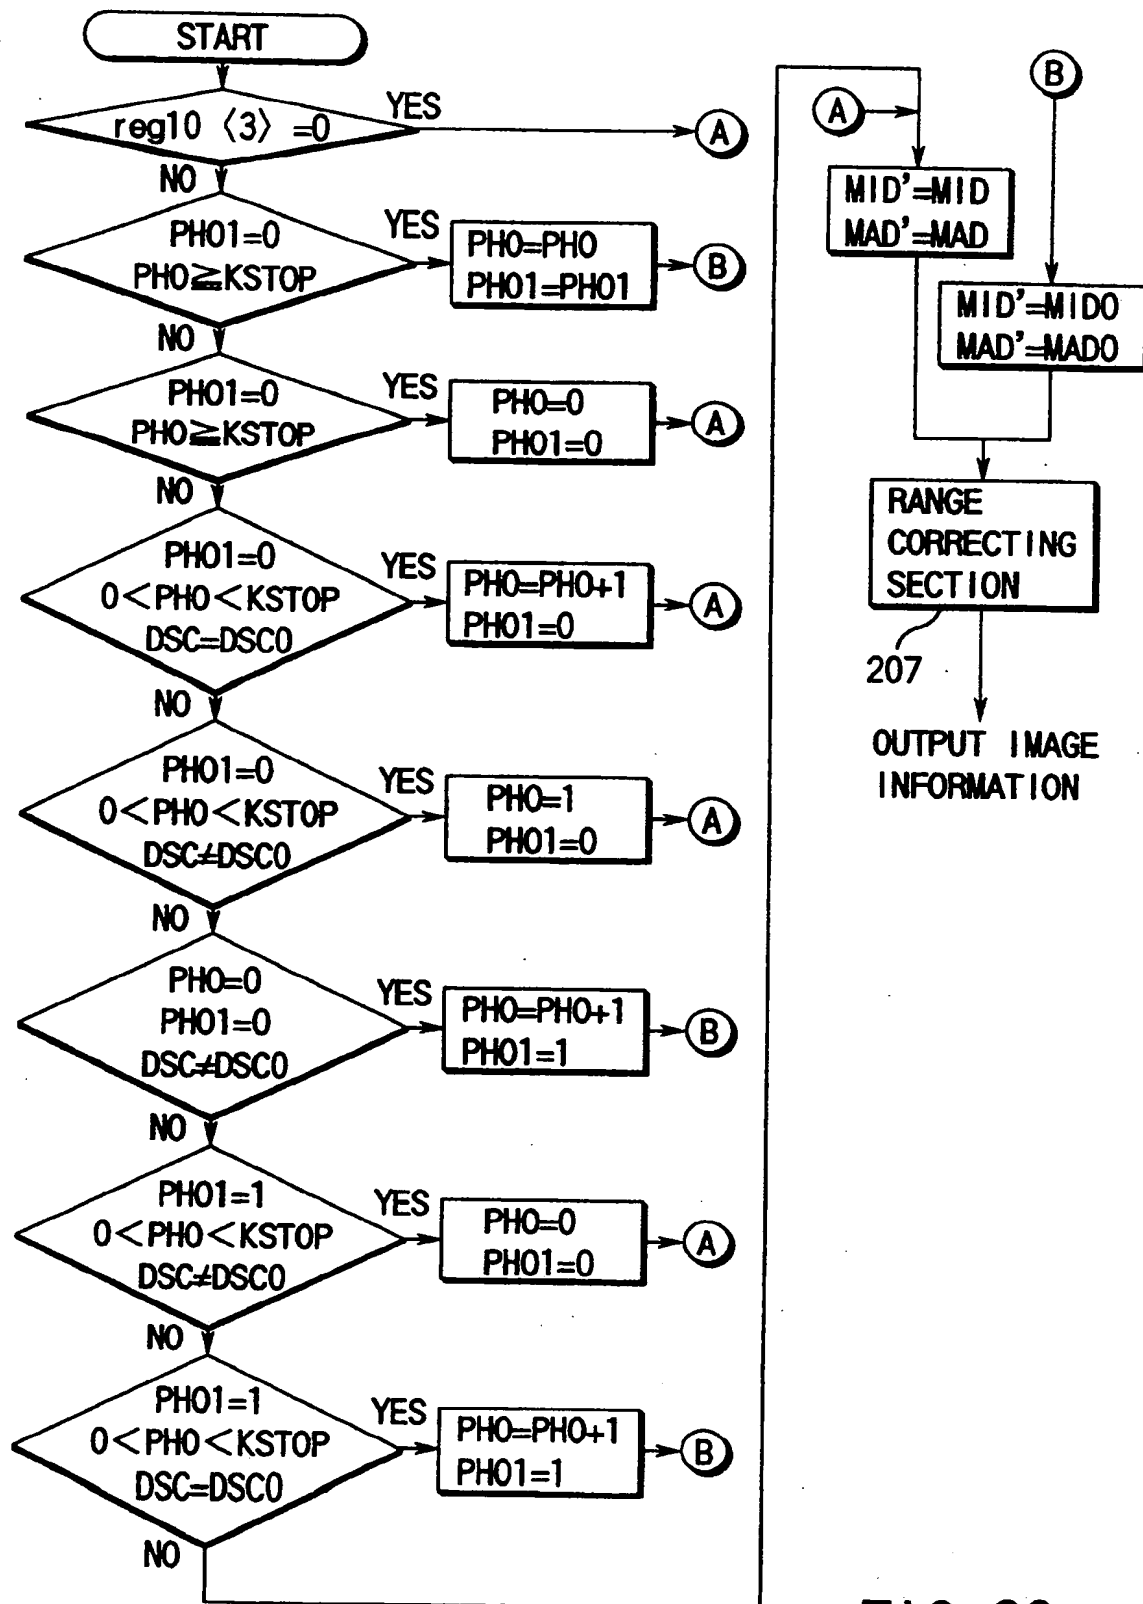 START
reg10 〈3〉 =0
YES
A
NO
PH01=0
PH0≧KSTOP
YES
PH0=PH0
PH01=PH01
B
NO
PH01=0
PH0≧KSTOP
YES
PH0=0
PH01=0
A
NO
PH01=0
0<PH0<KSTOP
DSC=DSC0
YES
PH0=PH0+1
PH01=0
A
NO
PH01=0
0<PH0<KSTOP
DSC≠DSC0
YES
PH0=1
PH01=0
A
NO
PH0=0
PH01=0
DSC≠DSC0
YES
PH0=PH0+1
PH01=1
B
NO
PH01=1
0<PH0<KSTOP
DSC≠DSC0
YES
PH0=0
PH01=0
A
NO
PH01=1
0<PH0<KSTOP
DSC=DSC0
YES
PH0=PH0+1
PH01=1
B
NO
A
B
MID'=MID
MAD'=MAD
MID'=MID0
MAD'=MAD0
RANGE
CORRECTING
SECTION
207
OUTPUT IMAGE
INFORMATION